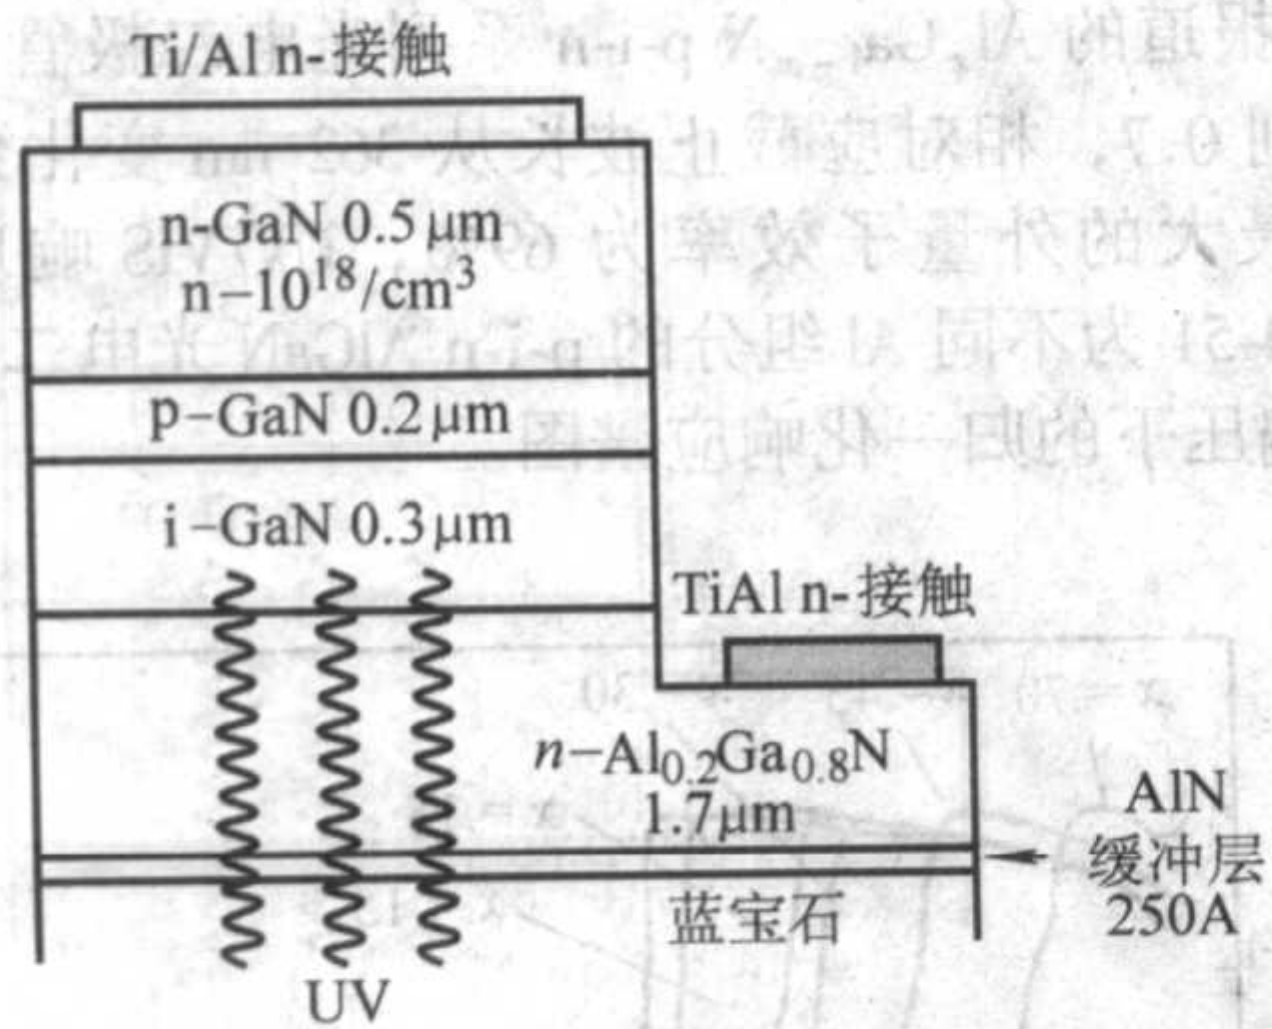 Ti/Al n-接触
n-GaN 0.5 μm
n-10¹⁸/cm³
p-GaN 0.2 μm
i-GaN 0.3 μm
TiAl n-接触
n-Al₀.₂Ga₀.₈N
1.7μm
AlN
缓冲层
250A
蓝宝石
UV